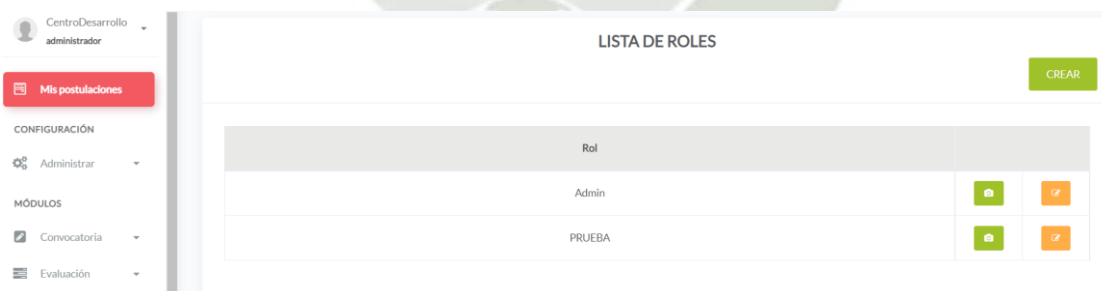 CentroDesarrollo
administrador
Mis postulaciones
CONFIGURACIÓN
Administrar
MÓDULOS
Convocatoria
Evaluación
LISTA DE ROLES
CREAR
Rol
Admin
PRUEBA